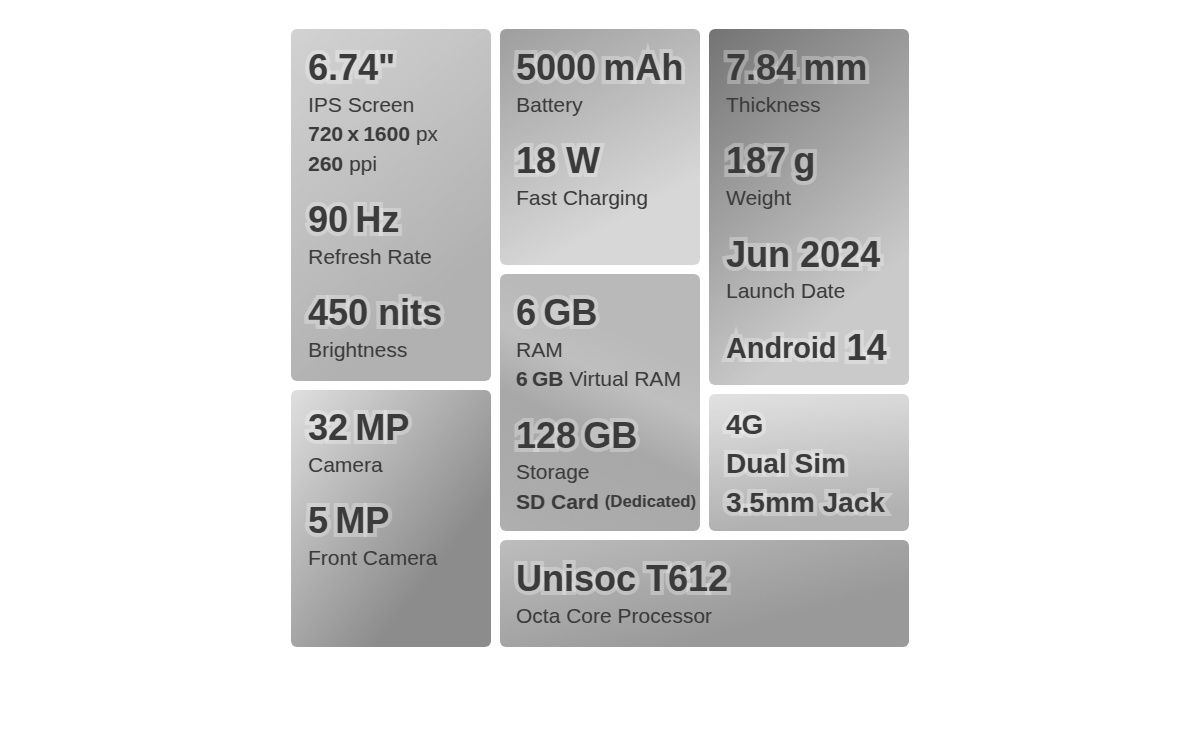 6.74"
IPS Screen
720 x 1600 px
260 ppi
90 Hz
Refresh Rate
450 nits
Brightness
32 MP
Camera
5 MP
Front Camera
5000 mAh
Battery
18 W
Fast Charging
6 GB
RAM
6 GB Virtual RAM
128 GB
Storage
SD Card (Dedicated)
7.84 mm
Thickness
187 g
Weight
Jun 2024
Launch Date
Android 14
4G
Dual Sim
3.5mm Jack
Unisoc T612
Octa Core Processor